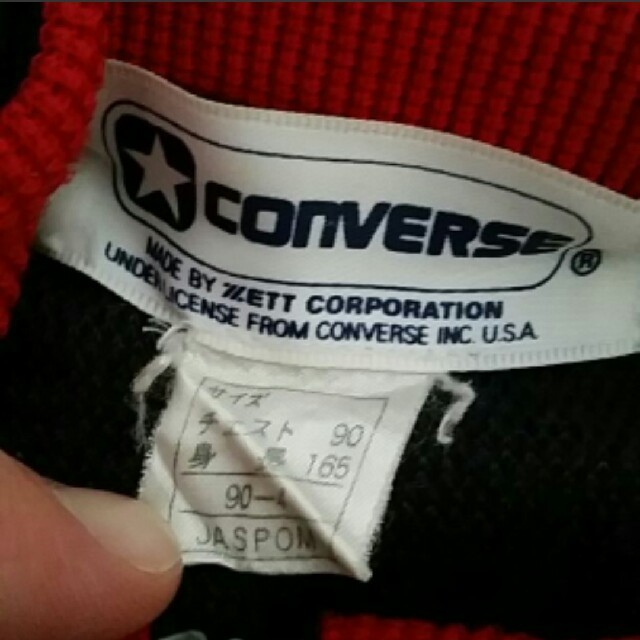 CONVERSE ®
MADE BY ZETT CORPORATION
UNDER LICENSE FROM CONVERSE INC. U.S.A.
サイズ
チェスト 90
身 長 165
90-
JASPO